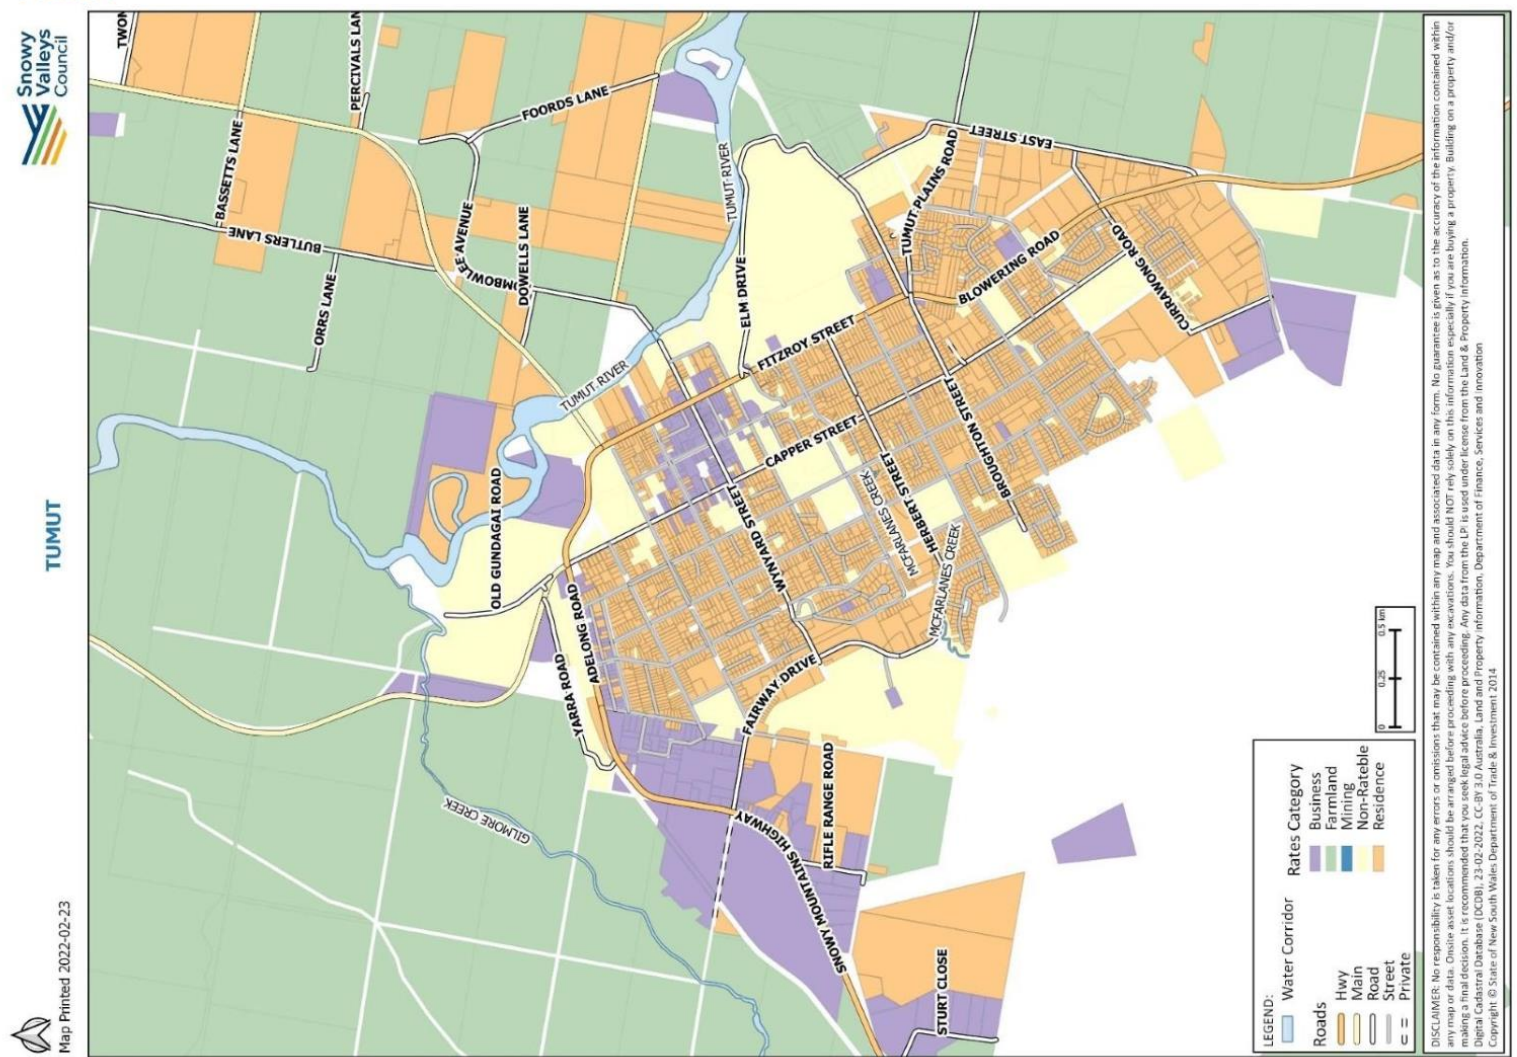 Map Printed 2022-02-23
TUMUT
Snowy
Valleys
Council
TWON
PERCIVALS LAN
BASSETTS LANE
FOORDS LANE
BUTLERS LANE
AVENUE
DOWELLS LANE
ORRS LANE
TUMUT RIVER
TUMUT RIVER
ELM DRIVE
EAST STREET
TUMUT PLAINS ROAD
BLOWERING ROAD
CURRAWONG ROAD
FITZROY STREET
CAPPER STREET
BROUGHTON STREET
HERBERT STREET
MCFARLANES CREEK
MCFARLANES CREEK
WYNYARD STREET
OLD GUNDAGAI ROAD
ADELONG ROAD
YARRA ROAD
FAIRWAY DRIVE
GILMORE CREEK
SNOWY MOUNTAINS HIGHWAY
RIFLE RANGE ROAD
STURT CLOSE
LEGEND:
Water Corridor
Roads
Hwy
Main
Road
Street
Private
Rates Category
Business
Farmland
Mining
Non-Rateble
Residence
0 0.25 0.5 km
DISCLAIMER: No responsibility is taken for any errors or omissions that may be contained within any map and associated data in any form. No guarantee is given as to the accuracy of the information contained within
any map or data. Onsite asset locations should be arranged before proceeding with any excavations. You should NOT rely solely on this information especially if you are buying a property. Building on a property and/or
making a final decision. It is recommended that you seek legal advice before proceeding. Any data from the LPI is used under license from the Land & Property Information.
Digital Cadastral Database (DCDB), 23-02-2022, CC-BY 3.0 Australia, Land and Property Information, Department of Finance, Services and Innovation
Copyright © State of New South Wales Department of Trade & Investment 2014